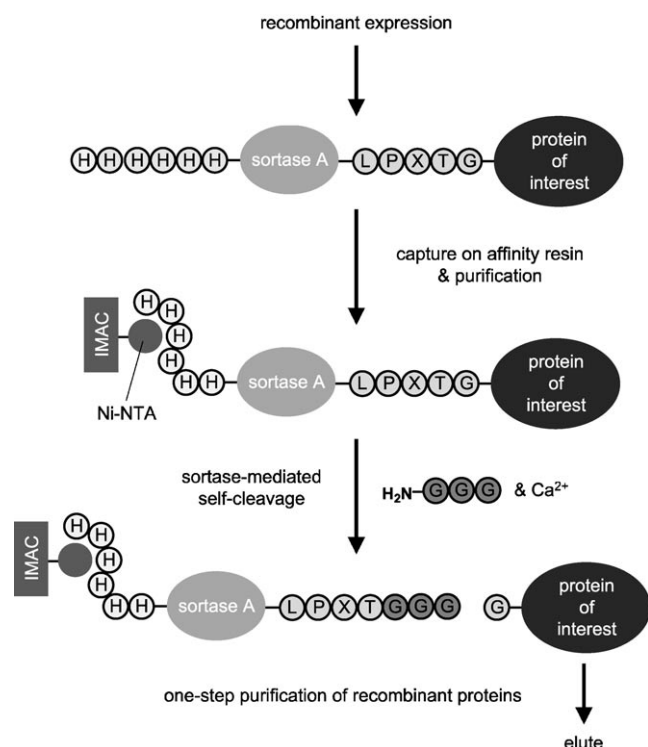 recombinant expression
H H H H H H sortase A L P X T G protein of interest
capture on affinity resin
& purification
IMAC
H H H H H H sortase A L P X T G protein of interest
Ni-NTA
sortase-mediated
self-cleavage
H₂N G G G & Ca²⁺
IMAC
H H H H H H sortase A L P X T G G G G protein of interest
one-step purification of recombinant proteins
elute